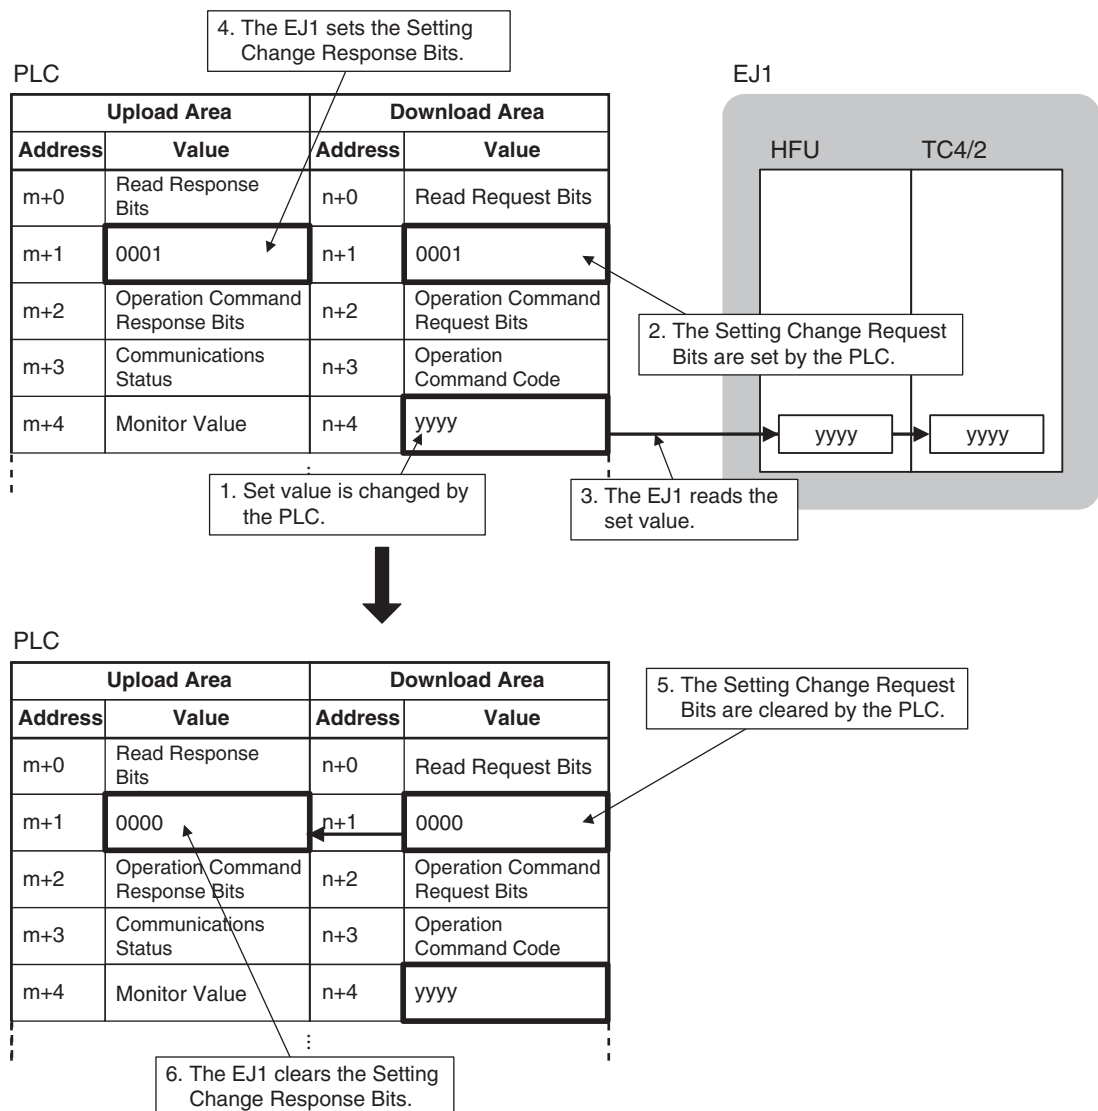 4. The EJ1 sets the Setting
Change Response Bits.
PLC
EJ1
Upload Area
Download Area
Address
Value
Address
Value
HFU
TC4/2
m+0
Read Response
Bits
n+0
Read Request Bits
m+1
0001
n+1
0001
m+2
Operation Command
Response Bits
n+2
Operation Command
Request Bits
2. The Setting Change Request
Bits are set by the PLC.
m+3
Communications
Status
n+3
Operation
Command Code
m+4
Monitor Value
n+4
yyyy
yyyy
yyyy
1. Set value is changed by
the PLC.
3. The EJ1 reads the
set value.
PLC
Upload Area
Download Area
5. The Setting Change Request
Bits are cleared by the PLC.
Address
Value
Address
Value
m+0
Read Response
Bits
n+0
Read Request Bits
m+1
0000
n+1
0000
m+2
Operation Command
Response Bits
n+2
Operation Command
Request Bits
m+3
Communications
Status
n+3
Operation
Command Code
m+4
Monitor Value
n+4
yyyy
6. The EJ1 clears the Setting
Change Response Bits.